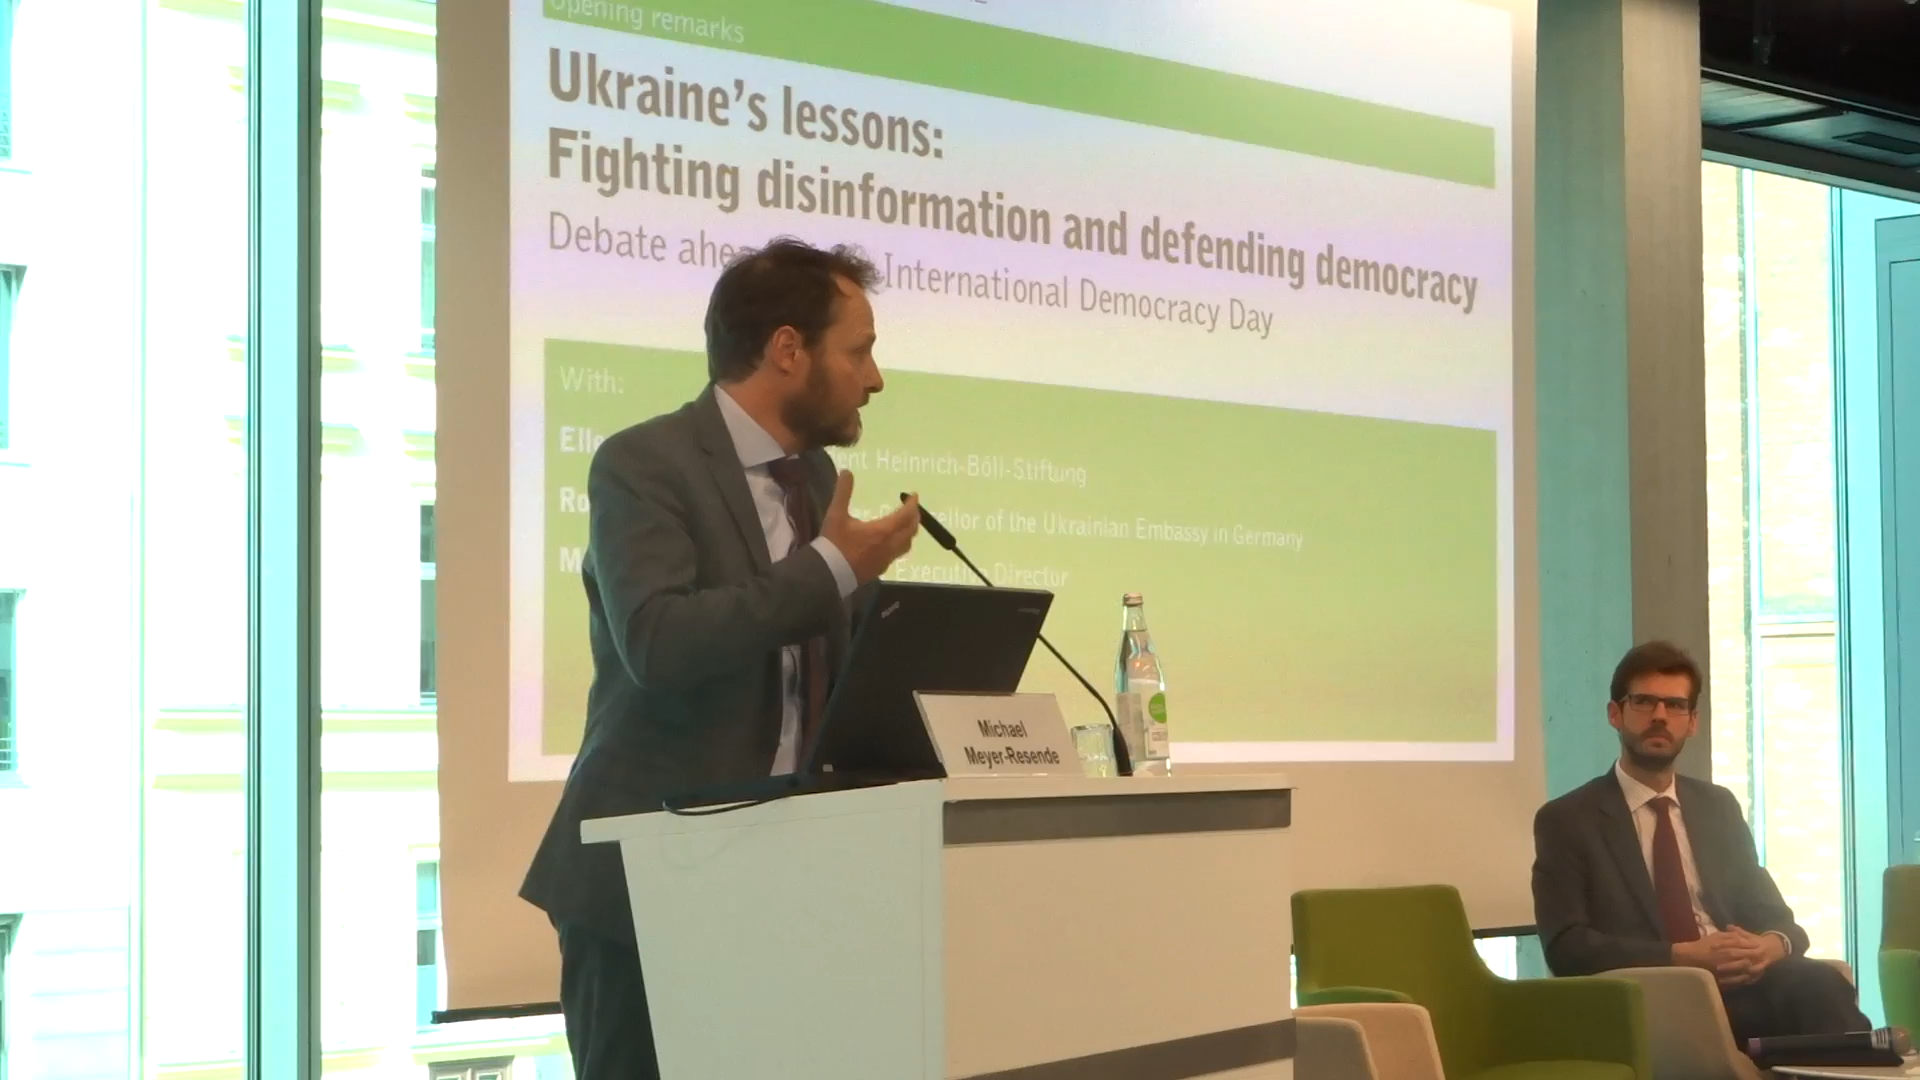 Opening remarks
Ukraine's lessons:
Fighting disinformation and defending democracy
Debate International Democracy Day
With:
Heinrich-Böll-Stiftung
of the Ukrainian Embassy in Germany
Executive Director
Michael
Meyer-Resende